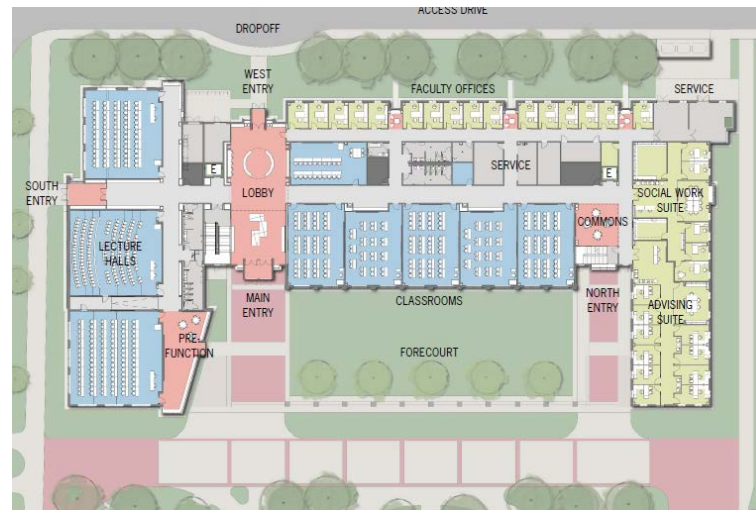 ACCESS DRIVE
DROPOFF
WEST
ENTRY
FACULTY OFFICES
SERVICE
E
SERVICE
E
SOUTH
ENTRY
LOBBY
SOCIAL WORK
SUITE
COMMONS
LECTURE
HALLS
MAIN
ENTRY
CLASSROOMS
NORTH
ENTRY
ADVISING
SUITE
PRE-
FUNCTION
FORECOURT